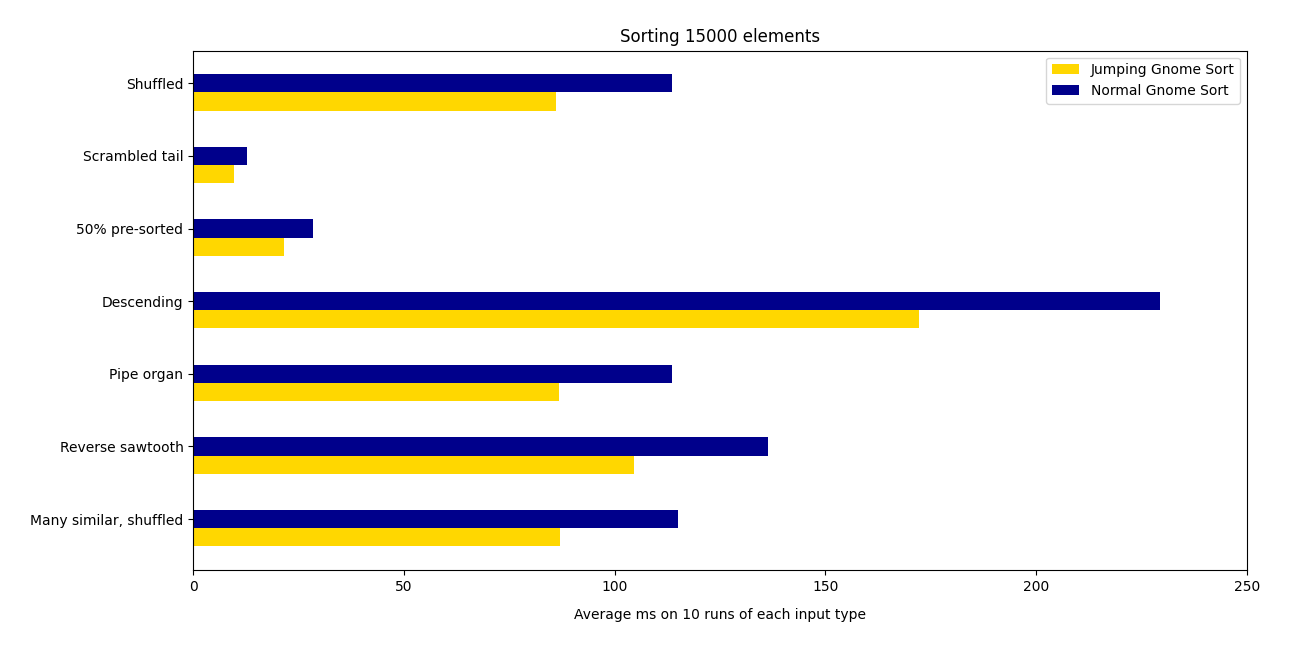 Sorting 15000 elements
Jumping Gnome Sort
Normal Gnome Sort
Shuffled
Scrambled tail
50% pre-sorted
Descending
Pipe organ
Reverse sawtooth
Many similar, shuffled
0 50 100 150 200 250
Average ms on 10 runs of each input type